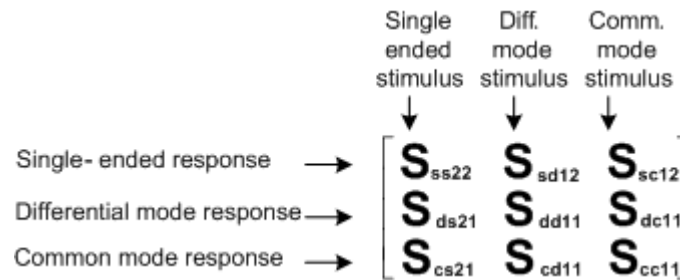 Single Diff. Comm.
ended mode mode
stimulus stimulus stimulus
Single- ended response Sss22 Ssd12 Ssc12
Differential mode response Sds21 Sdd11 Sdc11
Common mode response Scs21 Scd11 Scc11